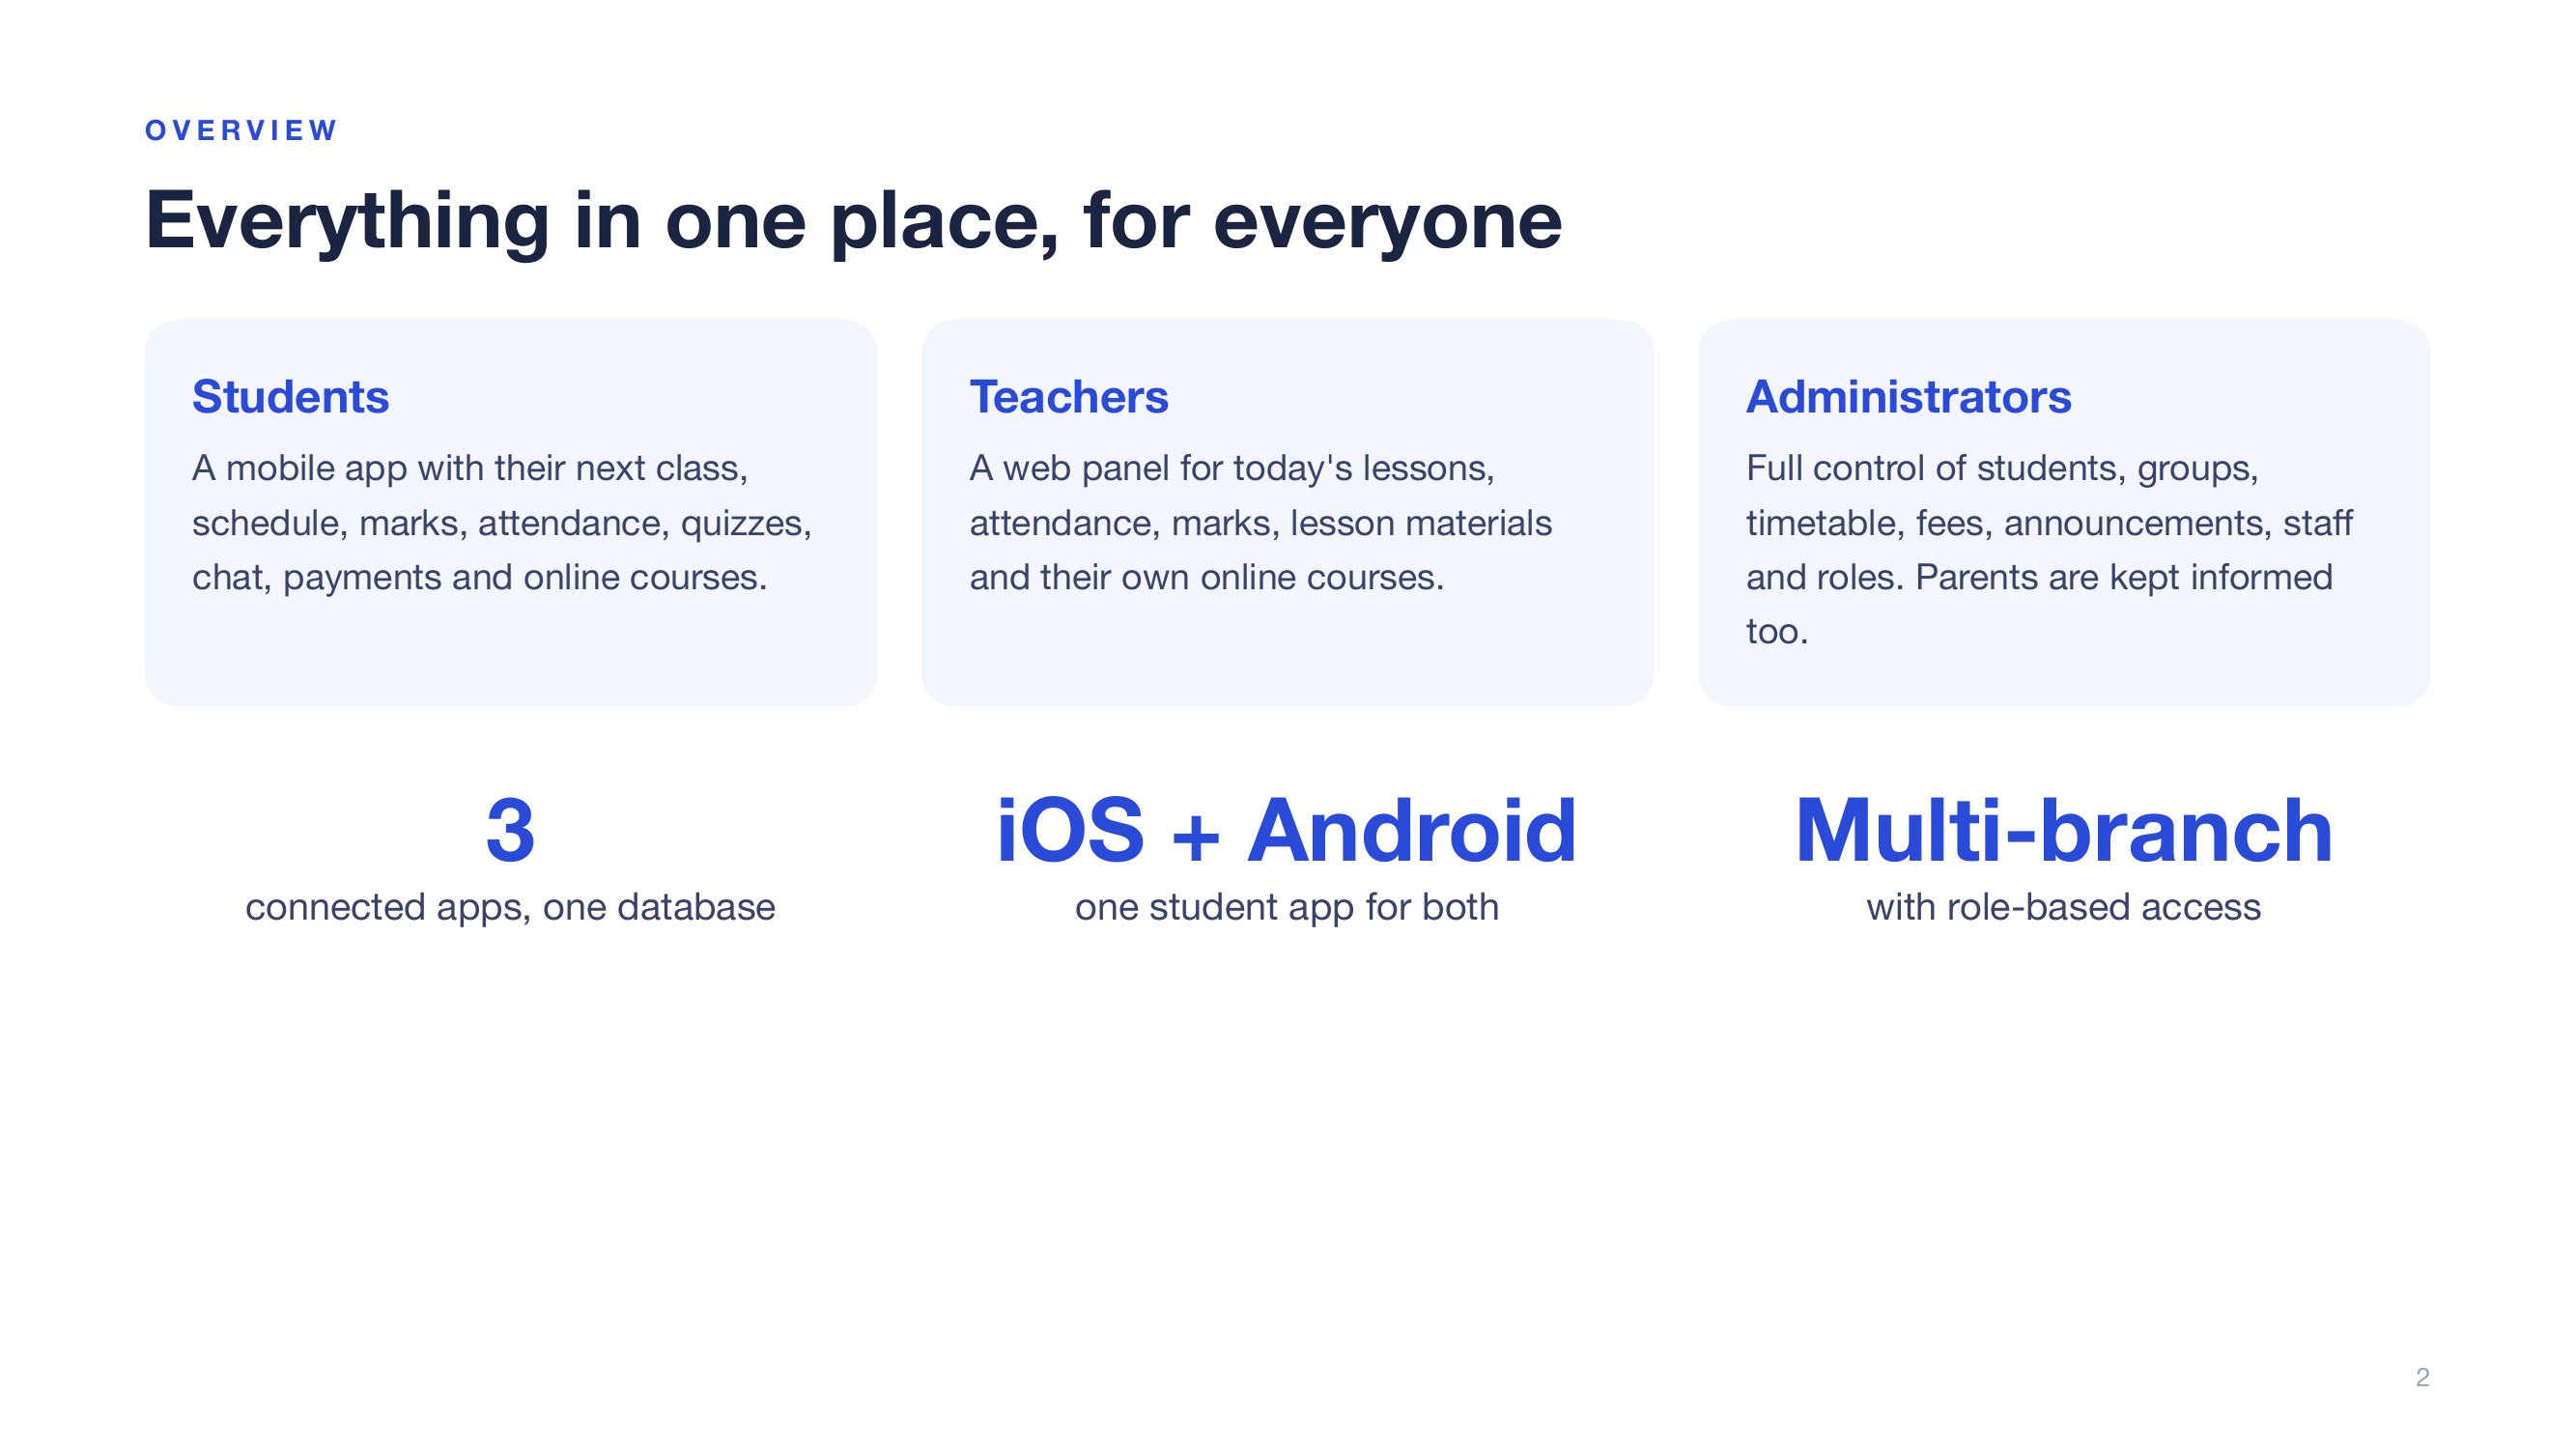 OVERVIEW
Everything in one place, for everyone
Students
A mobile app with their next class,
schedule, marks, attendance, quizzes,
chat, payments and online courses.
Teachers
A web panel for today's lessons,
attendance, marks, lesson materials
and their own online courses.
Administrators
Full control of students, groups,
timetable, fees, announcements, staff
and roles. Parents are kept informed
too.
3
connected apps, one database
iOS + Android
one student app for both
Multi-branch
with role-based access
2